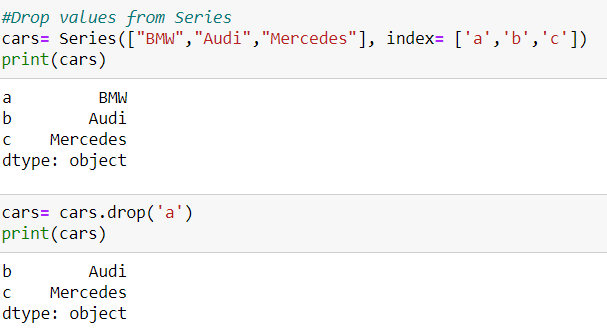 #Drop values from Series
cars= Series(["BMW","Audi","Mercedes"], index= ['a','b','c'])
print(cars)
a         BMW
b        Audi
c    Mercedes
dtype: object
cars= cars.drop('a')
print(cars)
b        Audi
c    Mercedes
dtype: object